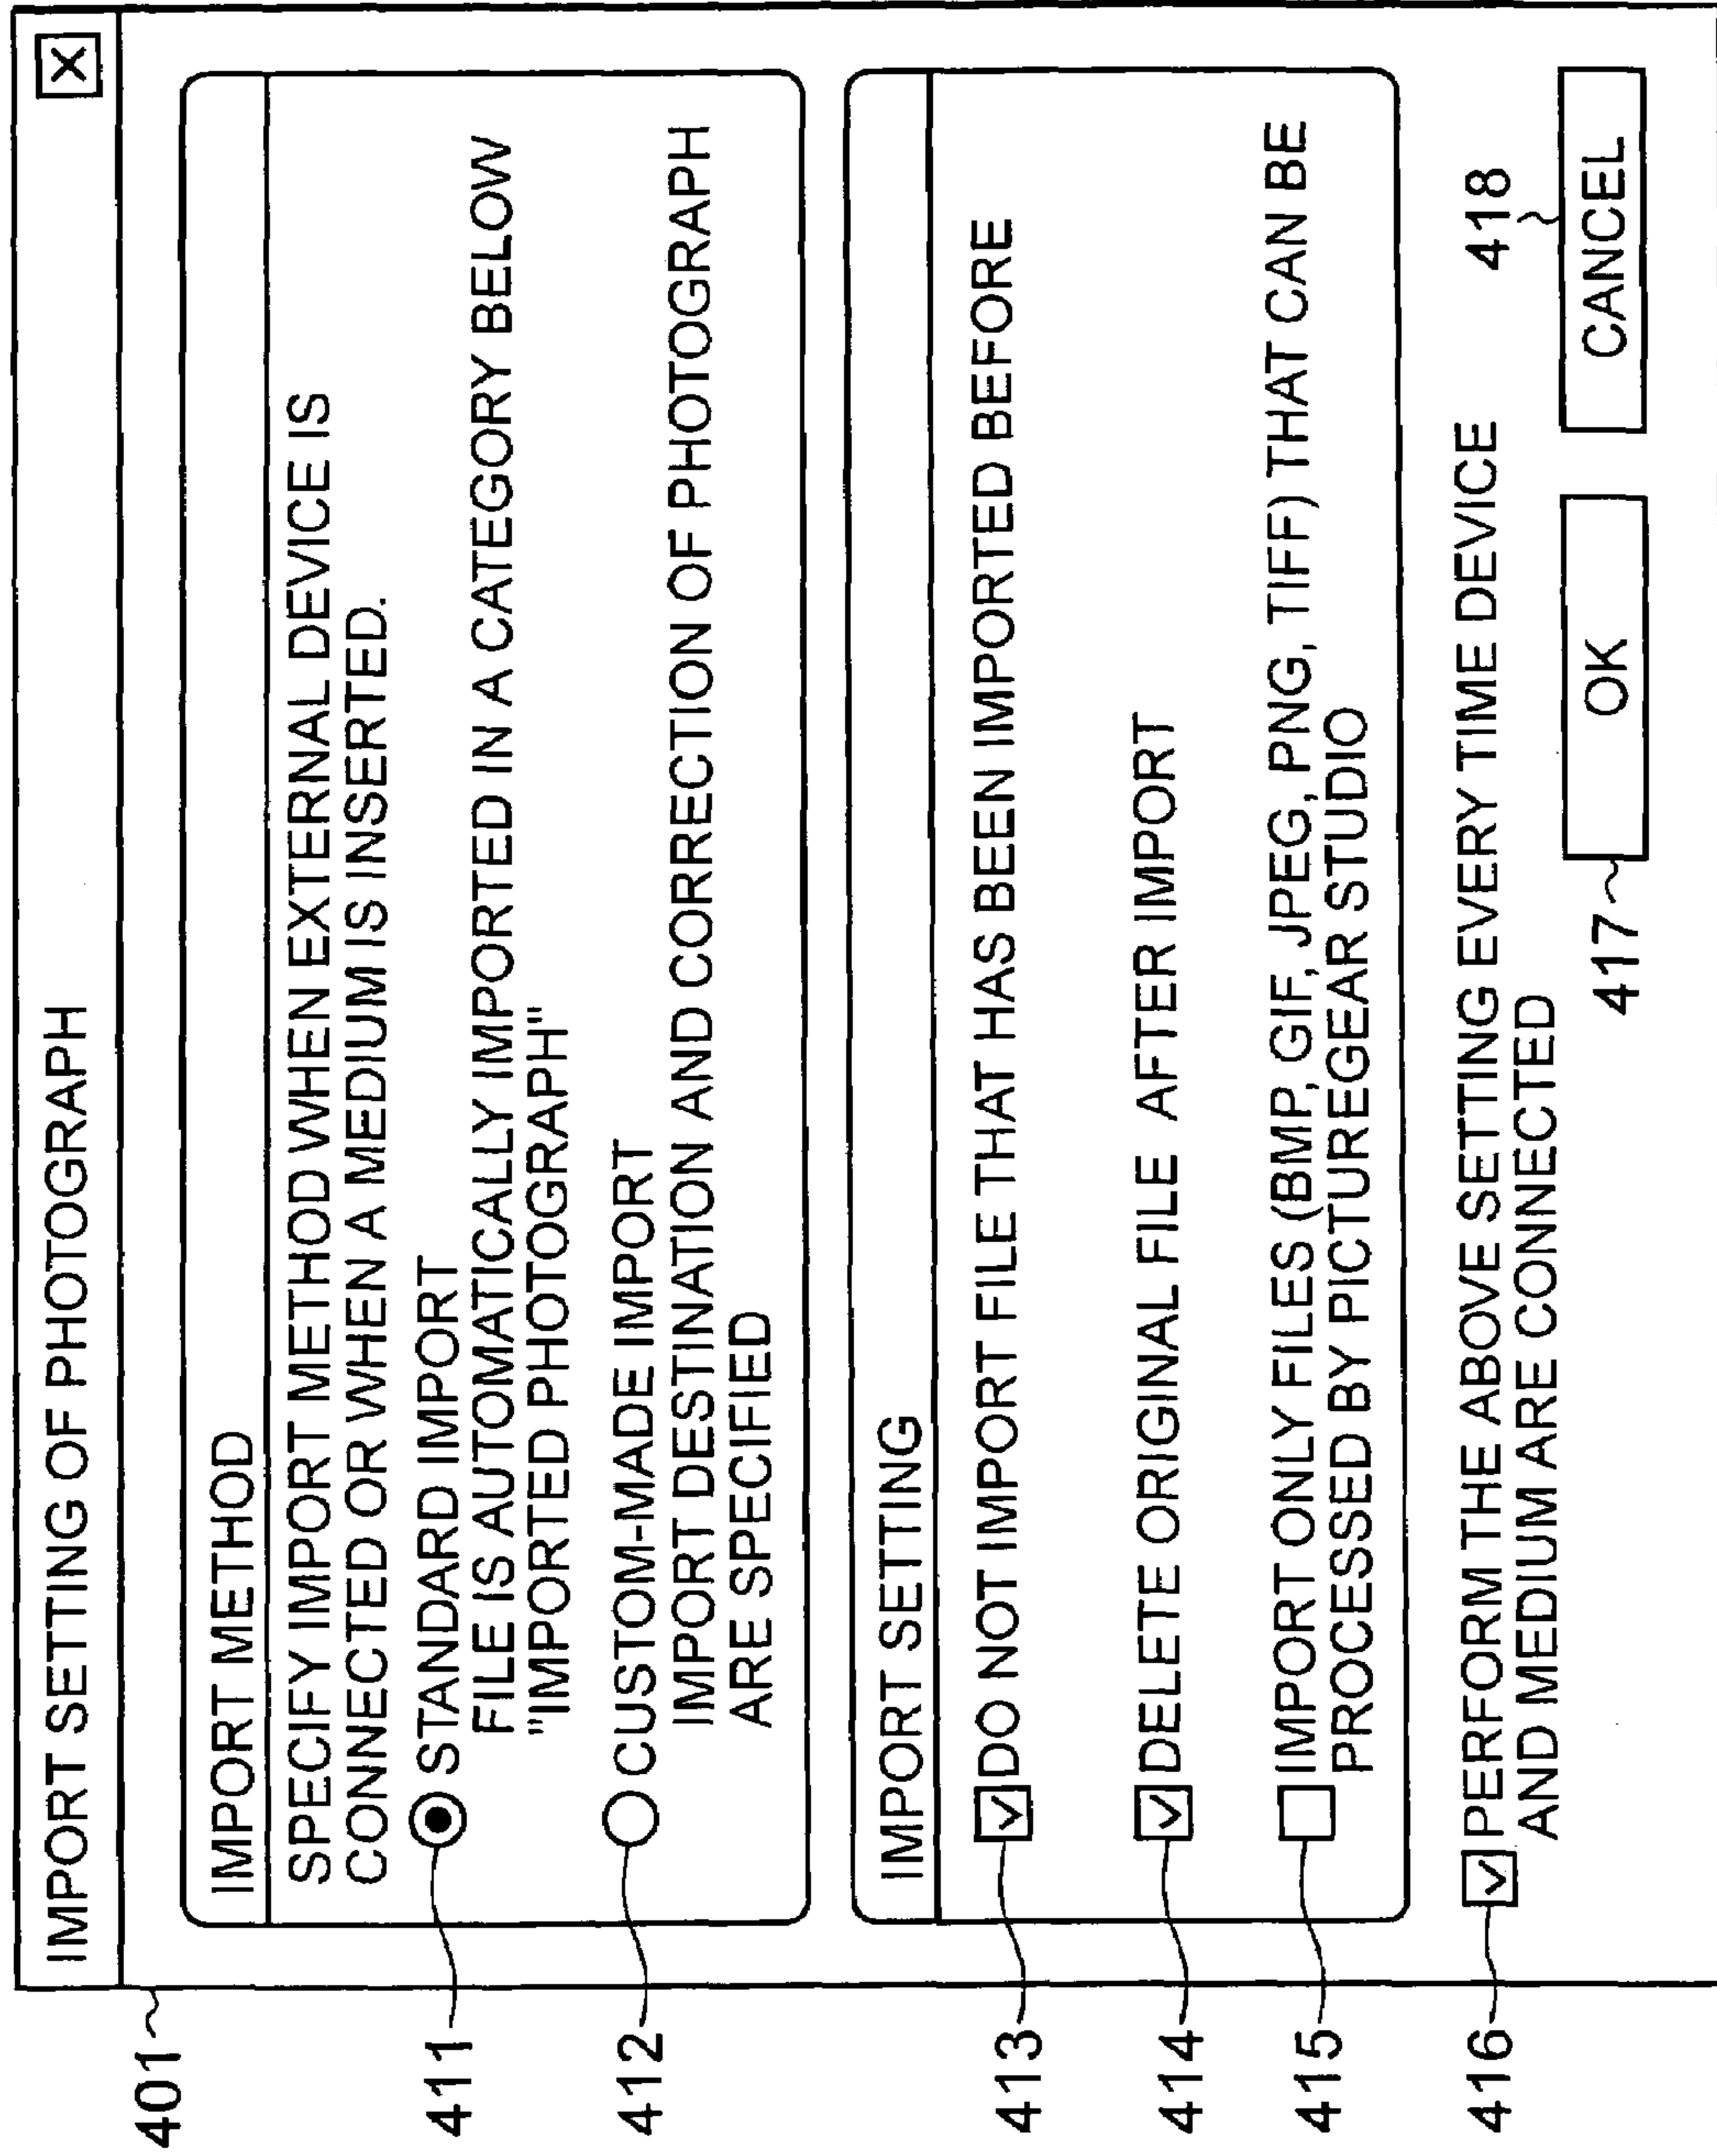 IMPORT SETTING OF PHOTOGRAPH
X
401
IMPORT METHOD
SPECIFY IMPORT METHOD WHEN EXTERNAL DEVICE IS
CONNECTED OR WHEN A MEDIUM IS INSERTED.
411
STANDARD IMPORT
FILE IS AUTOMATICALLY IMPORTED IN A CATEGORY BELOW
"IMPORTED PHOTOGRAPH"
412
CUSTOM-MADE IMPORT
IMPORT DESTINATION AND CORRECTION OF PHOTOGRAPH
ARE SPECIFIED
IMPORT SETTING
413
DO NOT IMPORT FILE THAT HAS BEEN IMPORTED BEFORE
414
DELETE ORIGINAL FILE AFTER IMPORT
415
IMPORT ONLY FILES (BMP, GIF, JPEG, PNG, TIFF) THAT CAN BE
PROCESSED BY PICTUREGEAR STUDIO
416
PERFORM THE ABOVE SETTING EVERY TIME DEVICE
AND MEDIUM ARE CONNECTED
418
417
OK
CANCEL